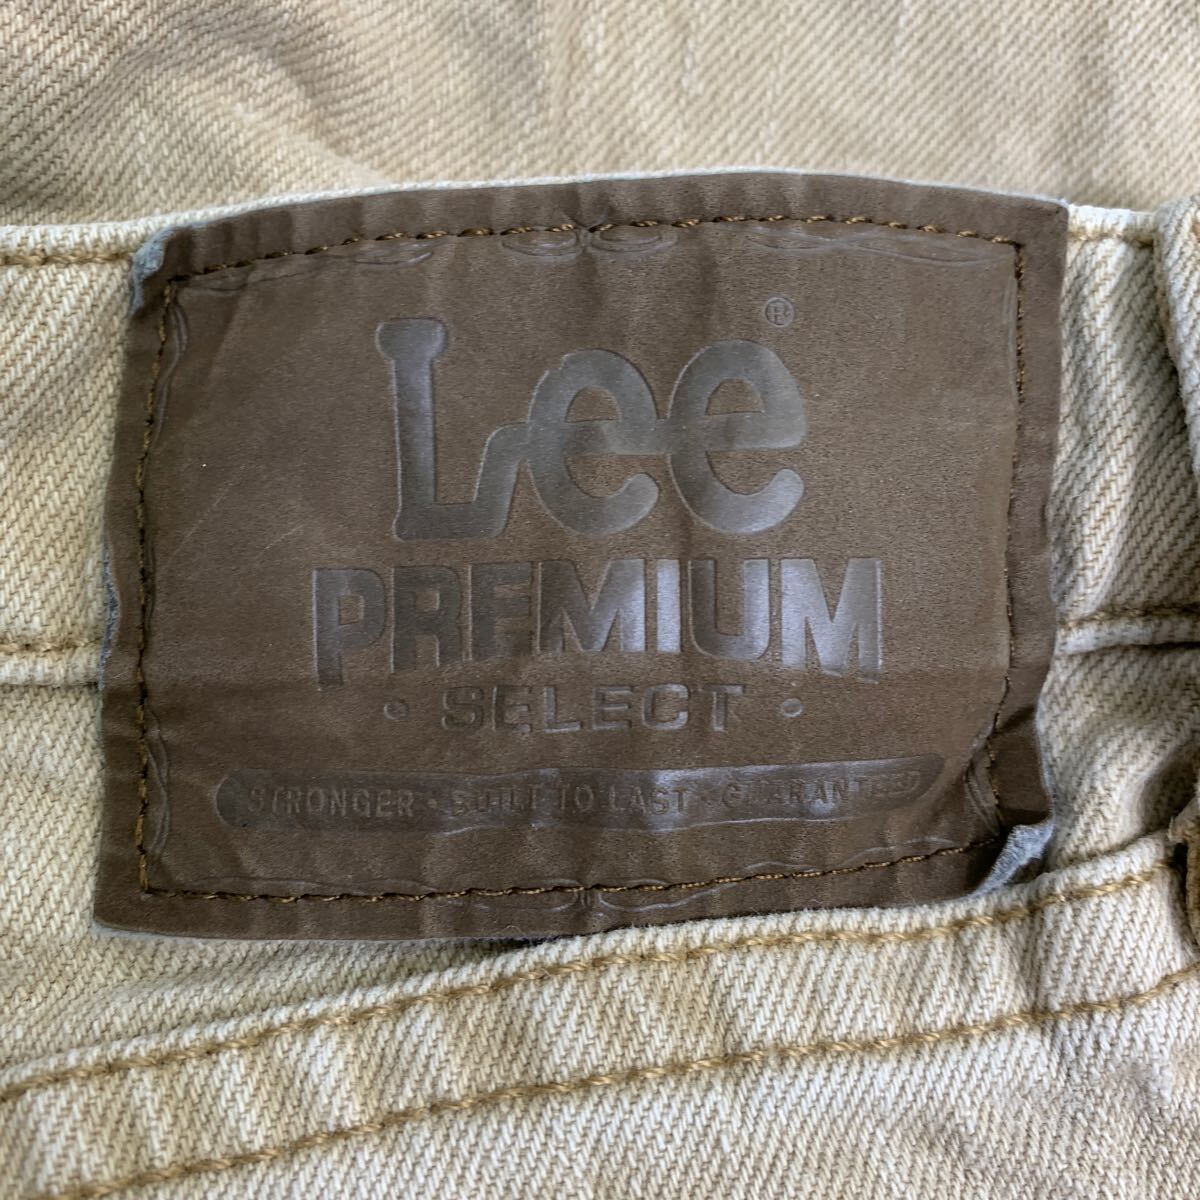 Lee®
PREMIUM
· SELECT ·
STRONGER · BUILT TO LAST · GUARANTEED